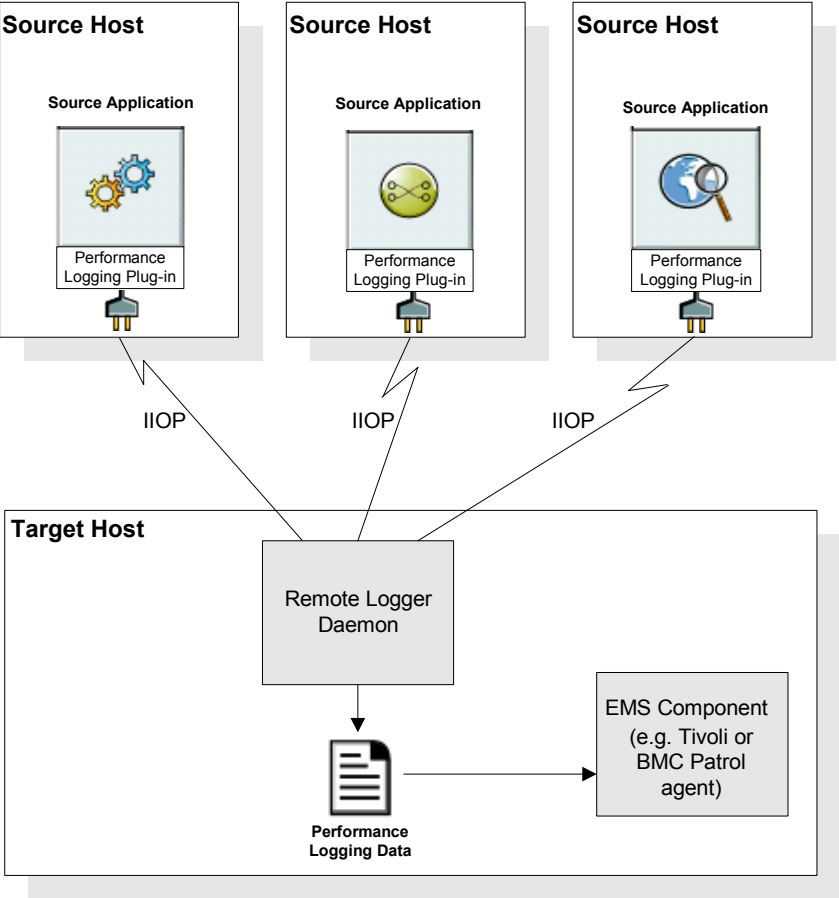 Source Host
Source Host
Source Host
Source Application
Source Application
Source Application
Performance
Logging Plug-in
Performance
Logging Plug-in
Performance
Logging Plug-in
IIOP
IIOP
IIOP
Target Host
Remote Logger
Daemon
EMS Component
(e.g. Tivoli or
BMC Patrol
agent)
Performance
Logging Data